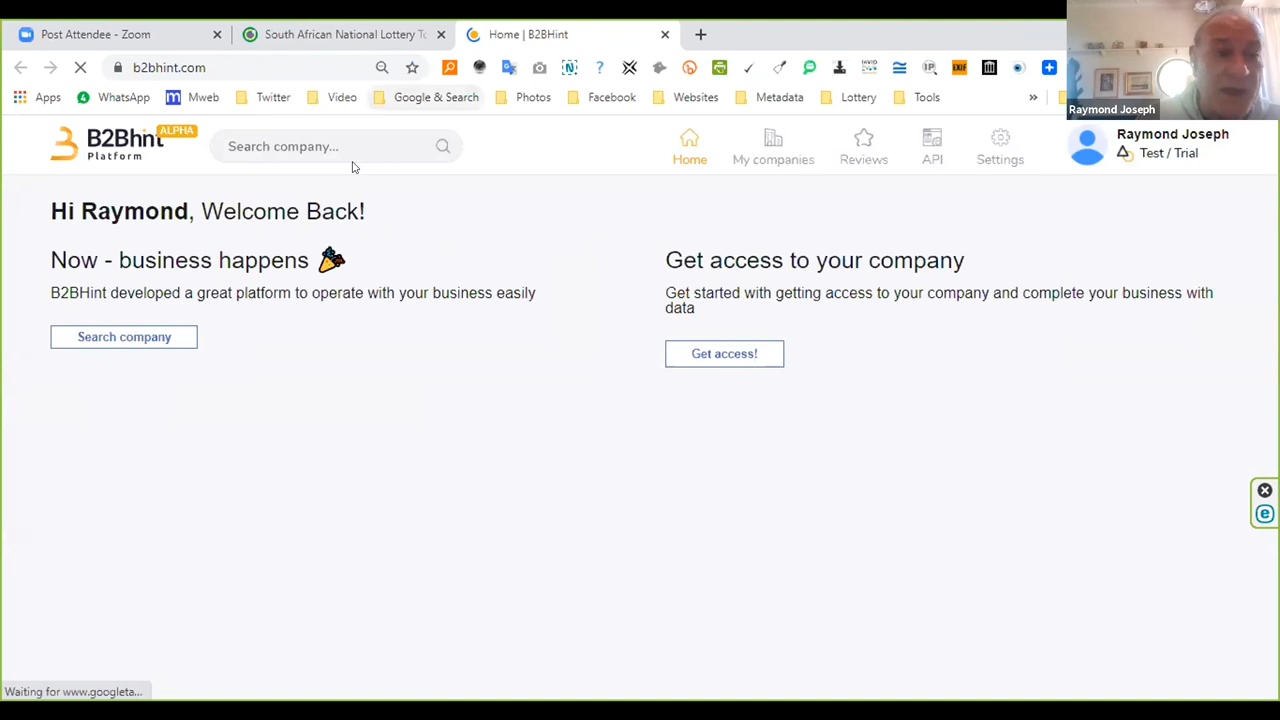 Post Attendee - Zoom
South African National Lottery To
Home | B2BHint
b2bhint.com
Apps
WhatsApp
Mweb
Twitter
Video
Google & Search
Photos
Facebook
Websites
Metadata
Lottery
Tools
»
Raymond Joseph
B2BHint ALPHA
Platform
Search company...
Home
My companies
Reviews
API
Settings
Raymond Joseph
Test / Trial
Hi Raymond, Welcome Back!
Now - business happens
B2BHint developed a great platform to operate with your business easily
Search company
Get access to your company
Get started with getting access to your company and complete your business with
data
Get access!
Waiting for www.googleta...